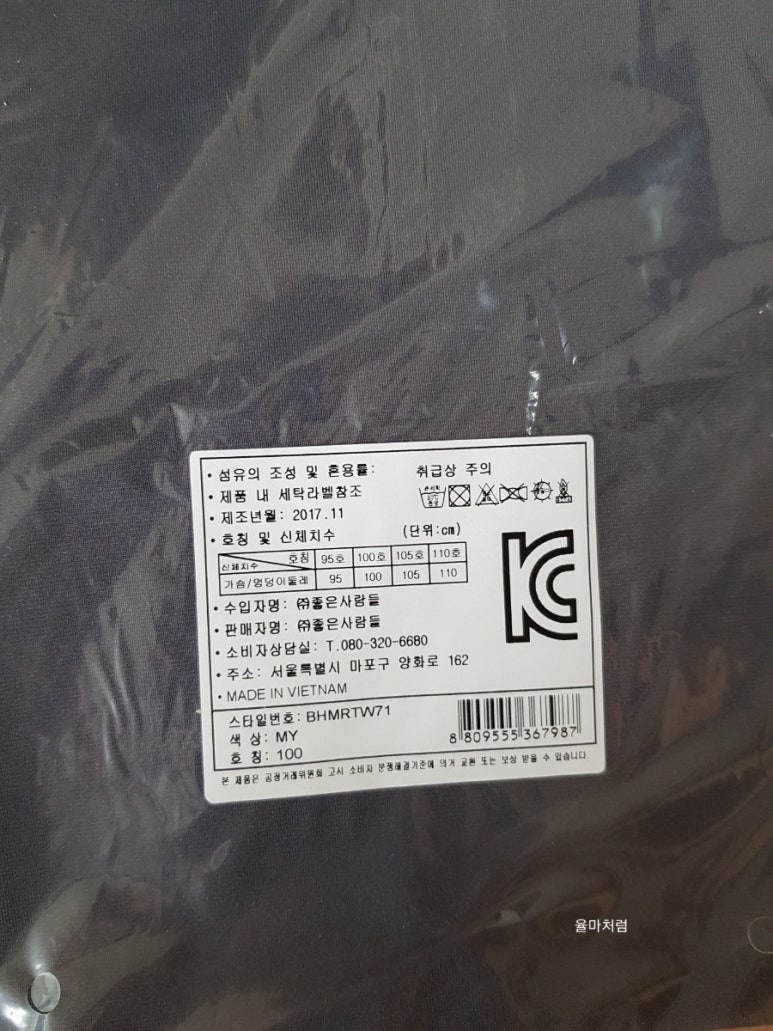 • 섬유의 조성 및 혼용률: 취급상 주의
• 제품 내 세탁라벨참조
• 제조년월: 2017.11
• 호칭 및 신체치수 (단위:㎝)
호칭 95호 100호 105호 110호
신체치수
가슴/엉덩이둘레 95 100 105 110
• 수입자명: ㈜좋은사람들
• 판매자명: ㈜좋은사람들
• 소비자상담실: T.080-320-6680
• 주소: 서울특별시 마포구 양화로 162
• MADE IN VIETNAM
KC
스타일번호: BHMRTW71
색 상: MY
호 칭: 100
8 809555 367987
본 제품은 공정거래위원회 고시 소비자 분쟁해결기준에 의거 교환 또는 보상 받을 수 있습니다.
율마처럼